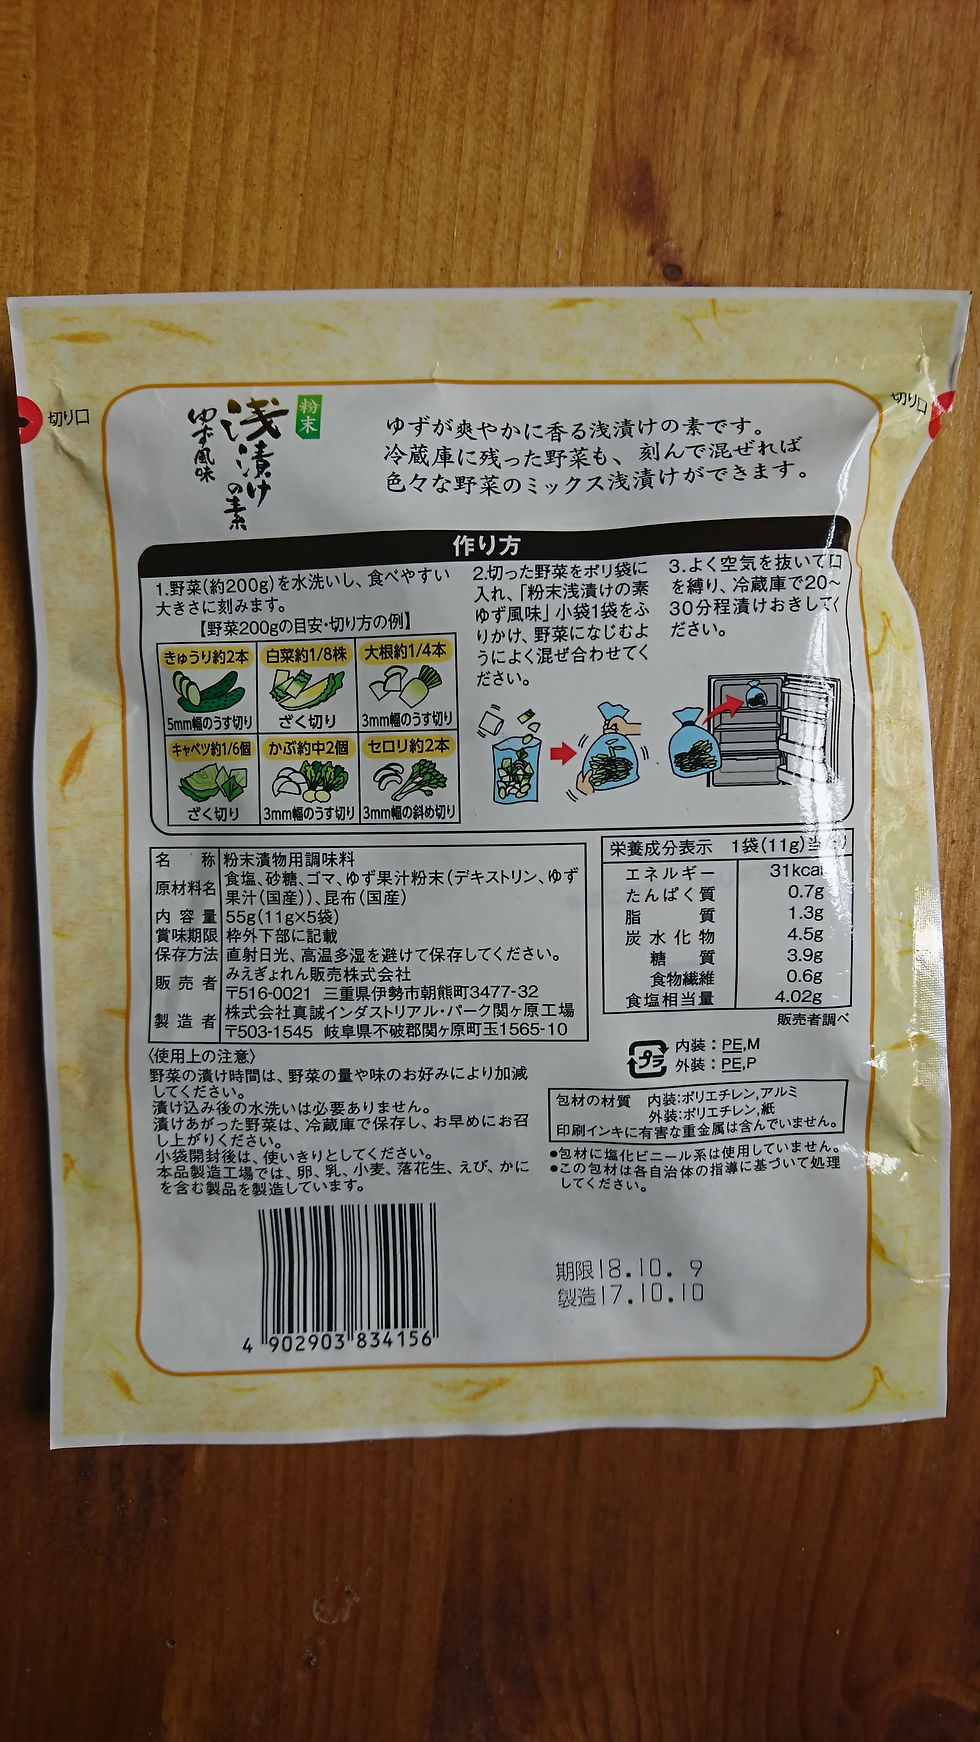 切り口
切り口
粉末
浅漬けの素
ゆず風味
ゆずが爽やかに香る浅漬けの素です。
冷蔵庫に残った野菜も、刻んで混ぜれば
色々な野菜のミックス浅漬けができます。
作り方
1.野菜(約200g)を水洗いし、食べやすい
大きさに刻みます。
【野菜200gの目安・切り方の例】
きゅうり約2本 白菜約1/8株 大根約1/4本
5mm幅のうす切り ざく切り 3mm幅のうす切り
キャベツ約1/6個 かぶ約中2個 セロリ約2本
ざく切り 3mm幅のうす切り 3mm幅の斜め切り
2.切った野菜をポリ袋に
入れ、「粉末浅漬けの素
ゆず風味」小袋1袋をふ
りかけ、野菜になじむよ
うによく混ぜ合わせてく
ださい。
3.よく空気を抜いて口
を縛り、冷蔵庫で20〜
30分程漬けおきしてく
ださい。
名称 粉末漬物用調味料
原材料名 食塩、砂糖、ゴマ、ゆず果汁粉末(デキストリン、ゆず
果汁(国産))、昆布(国産)
内容量 55g(11g×5袋)
賞味期限 枠外下部に記載
保存方法 直射日光、高温多湿を避けて保存してください。
販売者 みえぎょれん販売株式会社
〒516-0021 三重県伊勢市朝熊町3477-32
製造者 株式会社真誠インダストリアル・パーク関ヶ原工場
〒503-1545 岐阜県不破郡関ヶ原町玉1565-10
〈使用上の注意〉
野菜の漬け時間は、野菜の量や味のお好みにより加減
してください。
漬け込み後の水洗いは必要ありません。
漬けあがった野菜は、冷蔵庫で保存し、お早めにお召
し上がりください。
小袋開封後は、使いきりとしてください。
本品製造工場では、卵、乳、小麦、落花生、えび、かに
を含む製品を製造しています。
栄養成分表示 1袋(11g)当たり
エネルギー 31kcal
たんぱく質 0.7g
脂質 1.3g
炭水化物 4.5g
糖質 3.9g
食物繊維 0.6g
食塩相当量 4.02g
販売者調べ
プラ
内装:PE,M
外装:PE,P
包材の材質 内装:ポリエチレン,アルミ
外装:ポリエチレン,紙
印刷インキに有害な重金属は含んでいません。
●包材に塩化ビニール系は使用していません。
●この包材は各自治体の指導に基づいて処理
してください。
期限18.10. 9
製造17.10.10
4 902903 834156